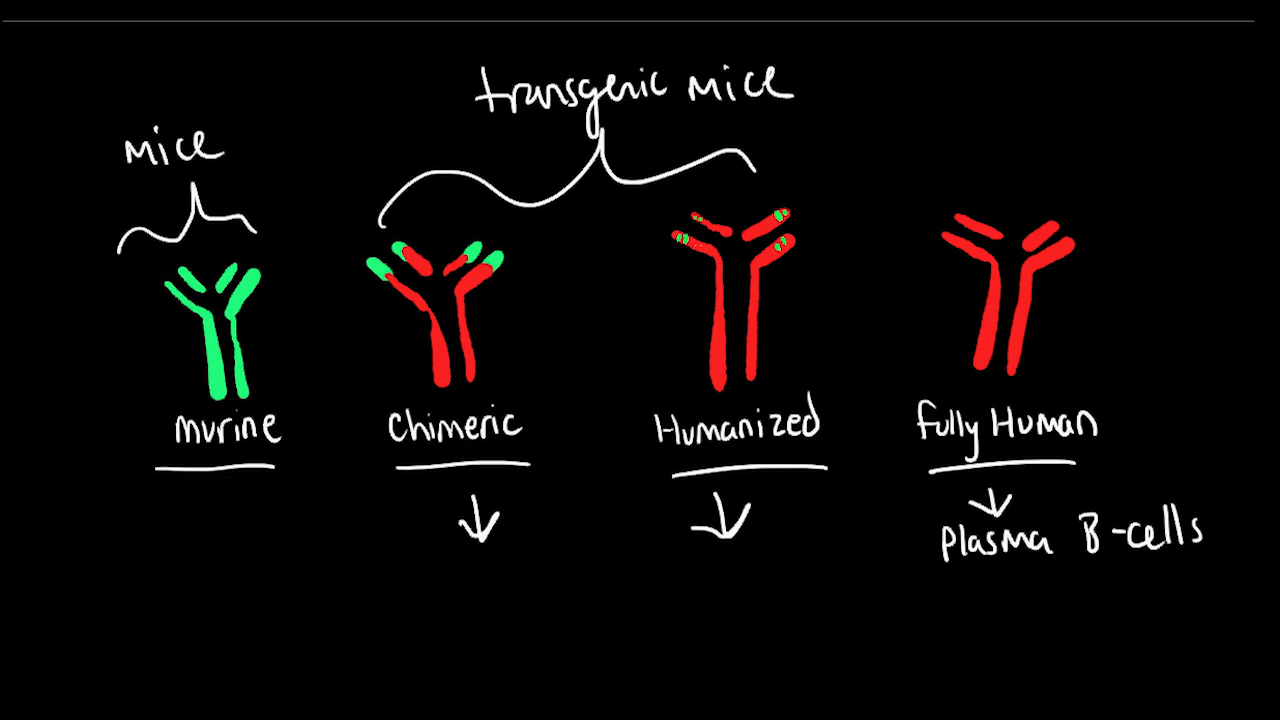 transgenic mice
mice
murine
Chimeric
Humanized
Fully Human
Plasma B-cells